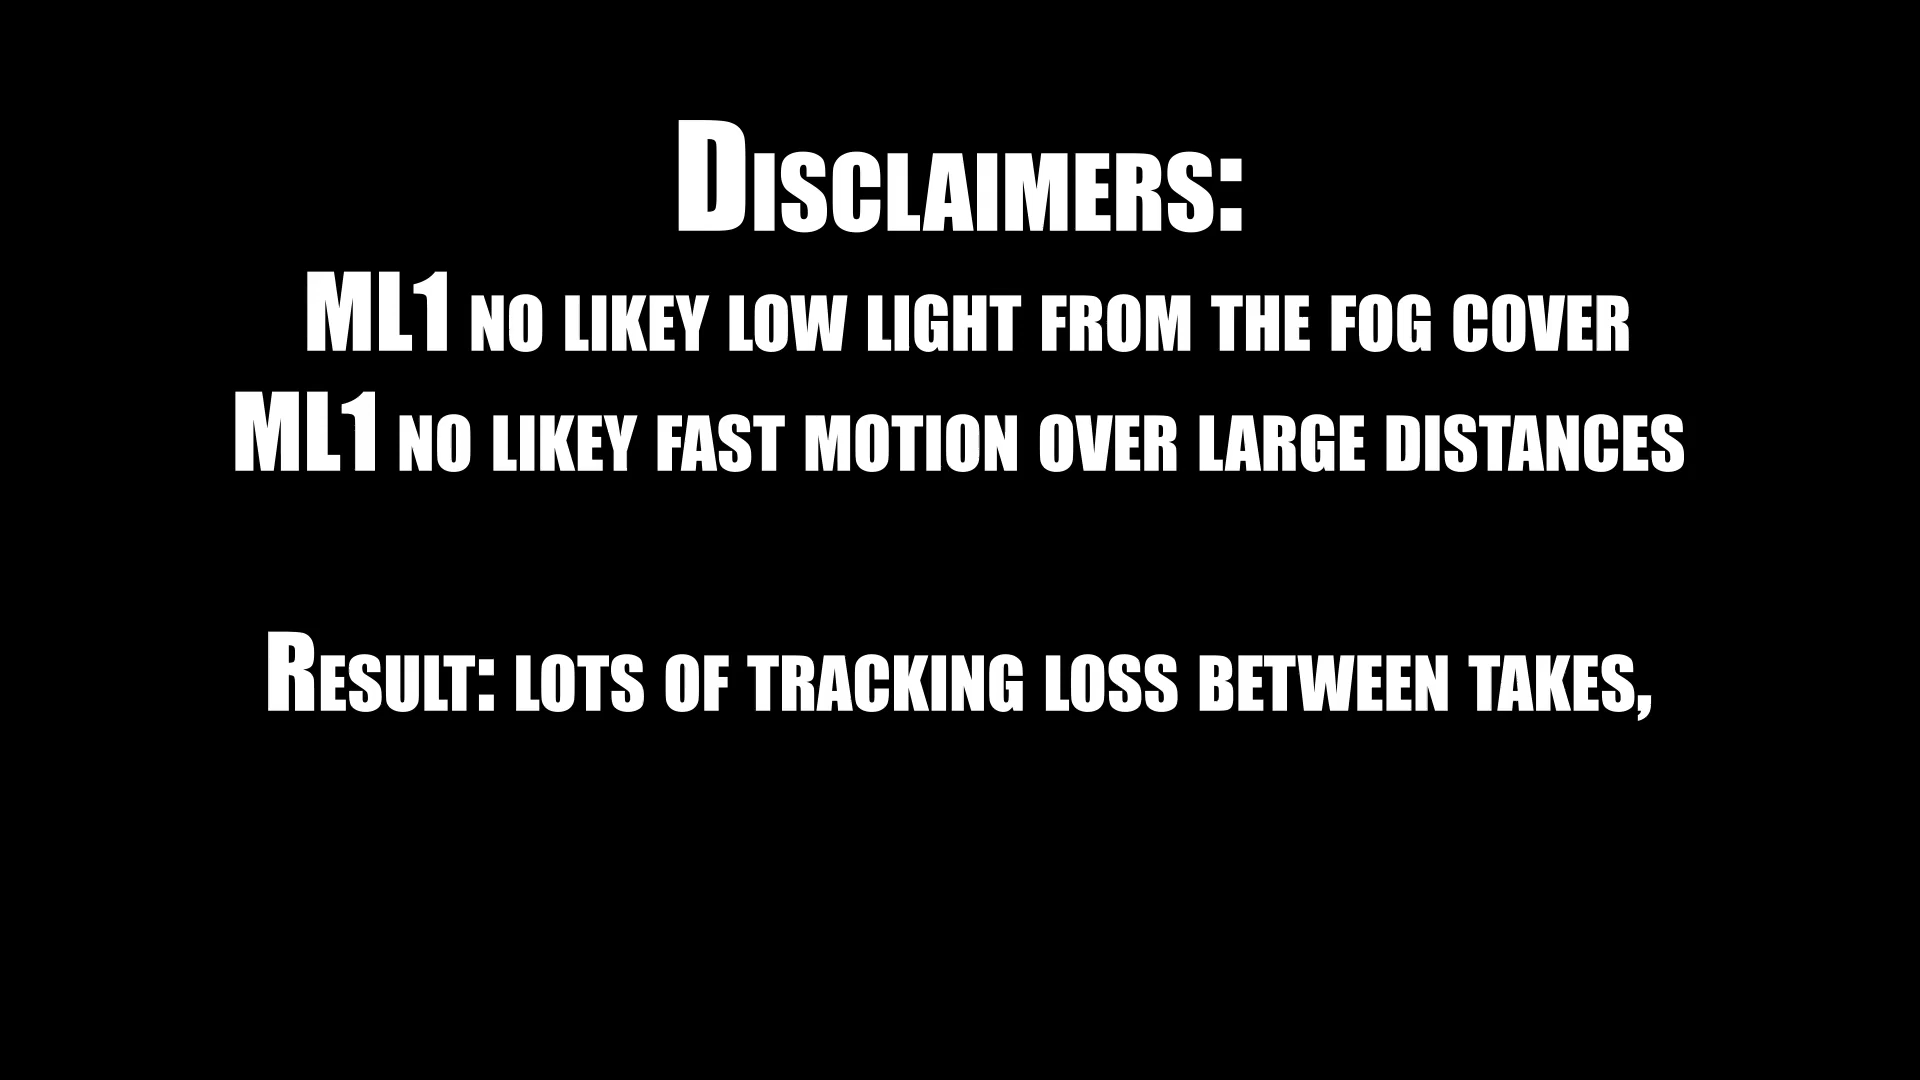 Disclaimers:
ML1 no likey low light from the fog cover
ML1 no likey fast motion over large distances
Result: lots of tracking loss between takes,